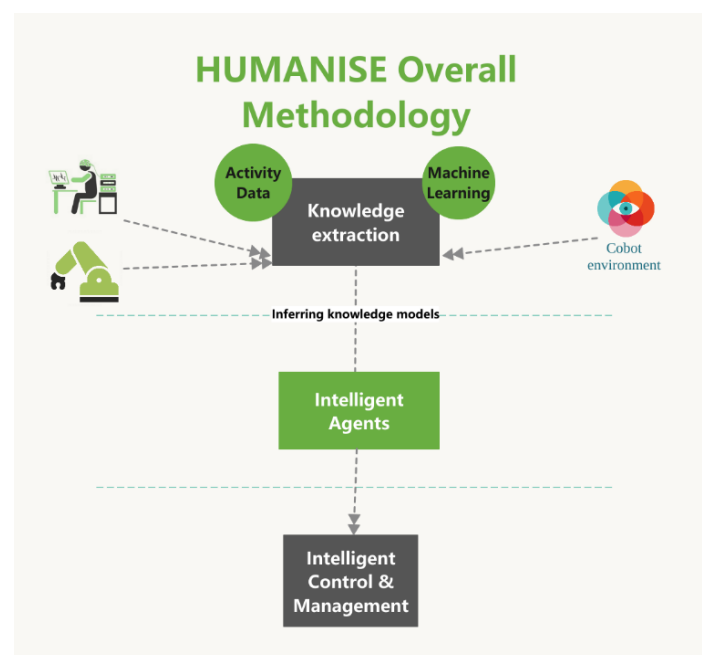 HUMANISE Overall
Methodology
Activity
Data
Machine
Learning
Knowledge
extraction
Cobot
environment
Inferring knowledge models
Intelligent
Agents
Intelligent
Control &
Management